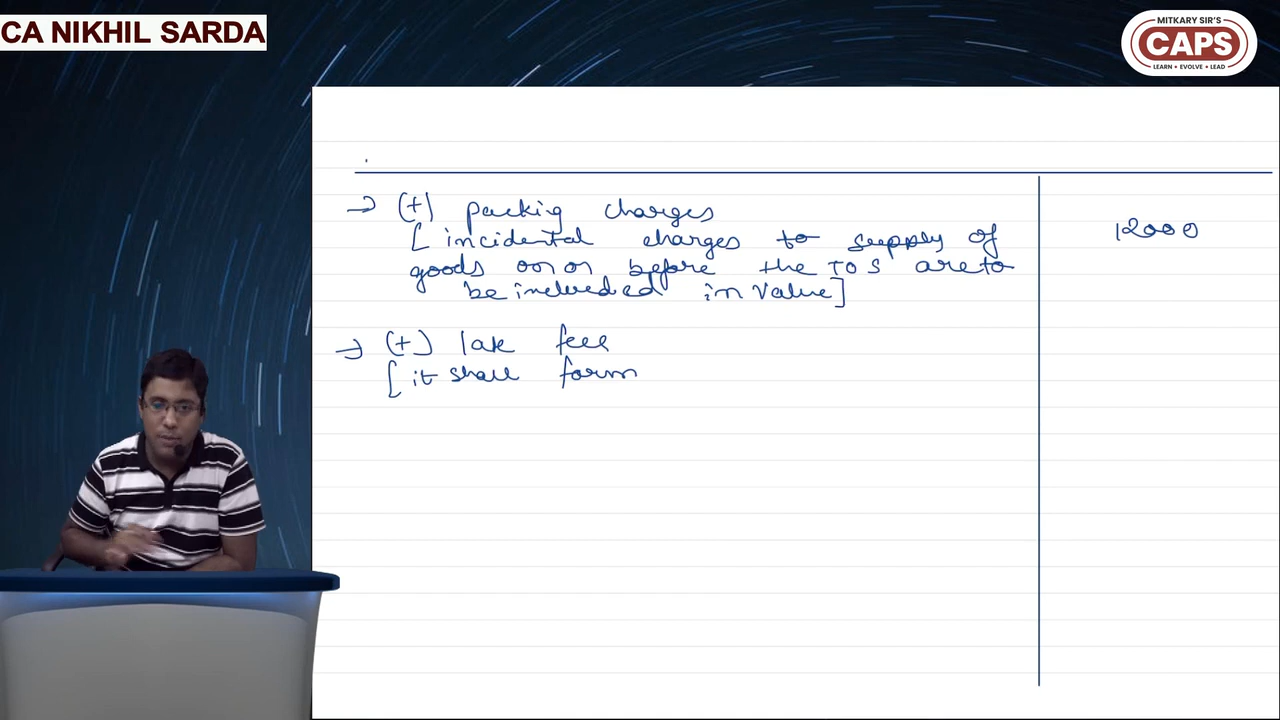 CA NIKHIL SARDA
MITKARY SIR'S
CAPS
LEARN • EVOLVE • LEAD
→ (+) packing charges
[ incidental charges to supply of 12000
goods on or before the TOS are to
be included in value]
→ (+) late fees
[ it shall form